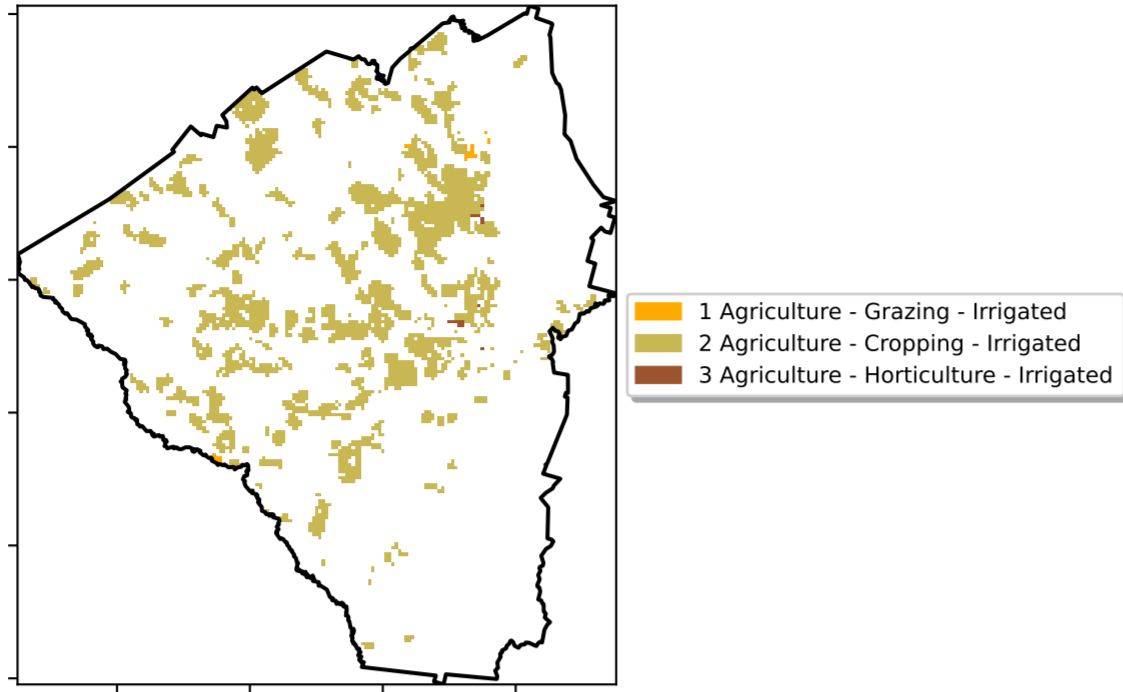 1 Agriculture - Grazing - Irrigated
2 Agriculture - Cropping - Irrigated
3 Agriculture - Horticulture - Irrigated